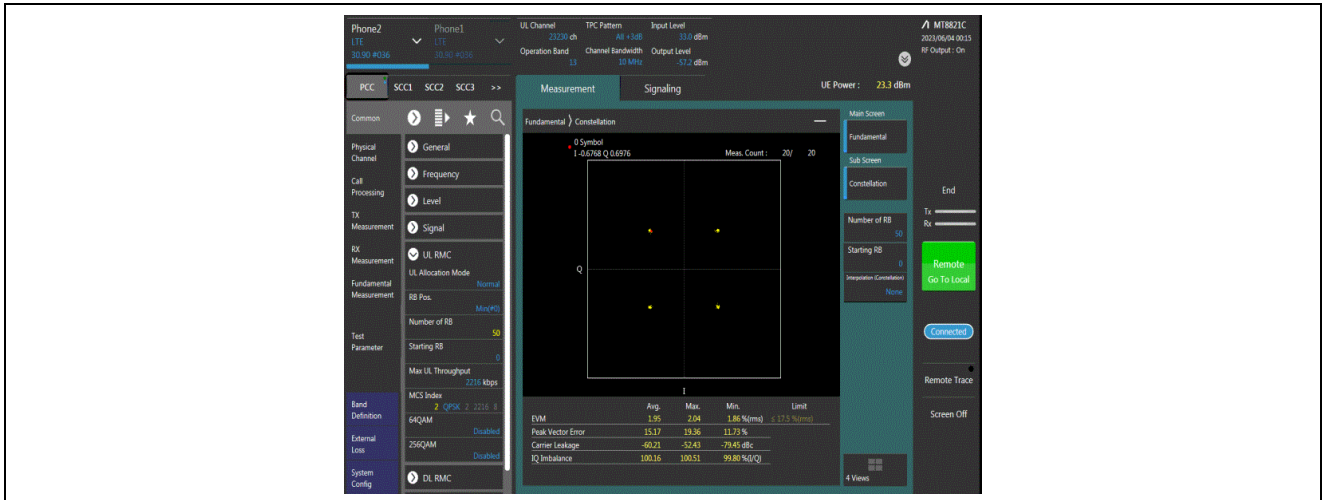 Phone2
LTE
30.90 #036
Phone1
LTE
30.90 #036
UL Channel
23230 ch
TPC Pattern
All +3dB
Input Level
33.0 dBm
Operation Band
13
Channel Bandwidth
10 MHz
Output Level
-57.2 dBm
MT8821C
2023/06/04 00:15
RF Output : On
PCC SCC1 SCC2 SCC3 >>
Measurement
Signaling
UE Power : 23.3 dBm
Common
Physical
Channel
Call
Processing
TX
Measurement
RX
Measurement
Fundamental
Measurement
Test
Parameter
Band
Definition
External
Loss
System
Config
General
Frequency
Level
Signal
UL RMC
UL Allocation Mode
Normal
RB Pos.
Min(#0)
Number of RB
50
Starting RB
0
Max UL Throughput
2216 kbps
MCS Index
2 QPSK 2 2216 8
64QAM
Disabled
256QAM
Disabled
DL RMC
Fundamental 〉 Constellation
0 Symbol
I -0.6768 Q 0.6976
Meas. Count : 20/ 20
Q
I
Avg. Max. Min. Limit
EVM 1.95 2.04 1.86 %(rms) ≤ 17.5 %(rms)
Peak Vector Error 15.17 19.36 11.73 %
Carrier Leakage -60.21 -52.43 -79.45 dBc
IQ Imbalance 100.16 100.51 99.80 %(I/Q)
Main Screen
Fundamental
Sub Screen
Constellation
Number of RB
50
Starting RB
0
Interpolation (Constellation)
None
4 Views
End
Tx
Rx
Remote
Go To Local
Connected
Remote Trace
Screen Off